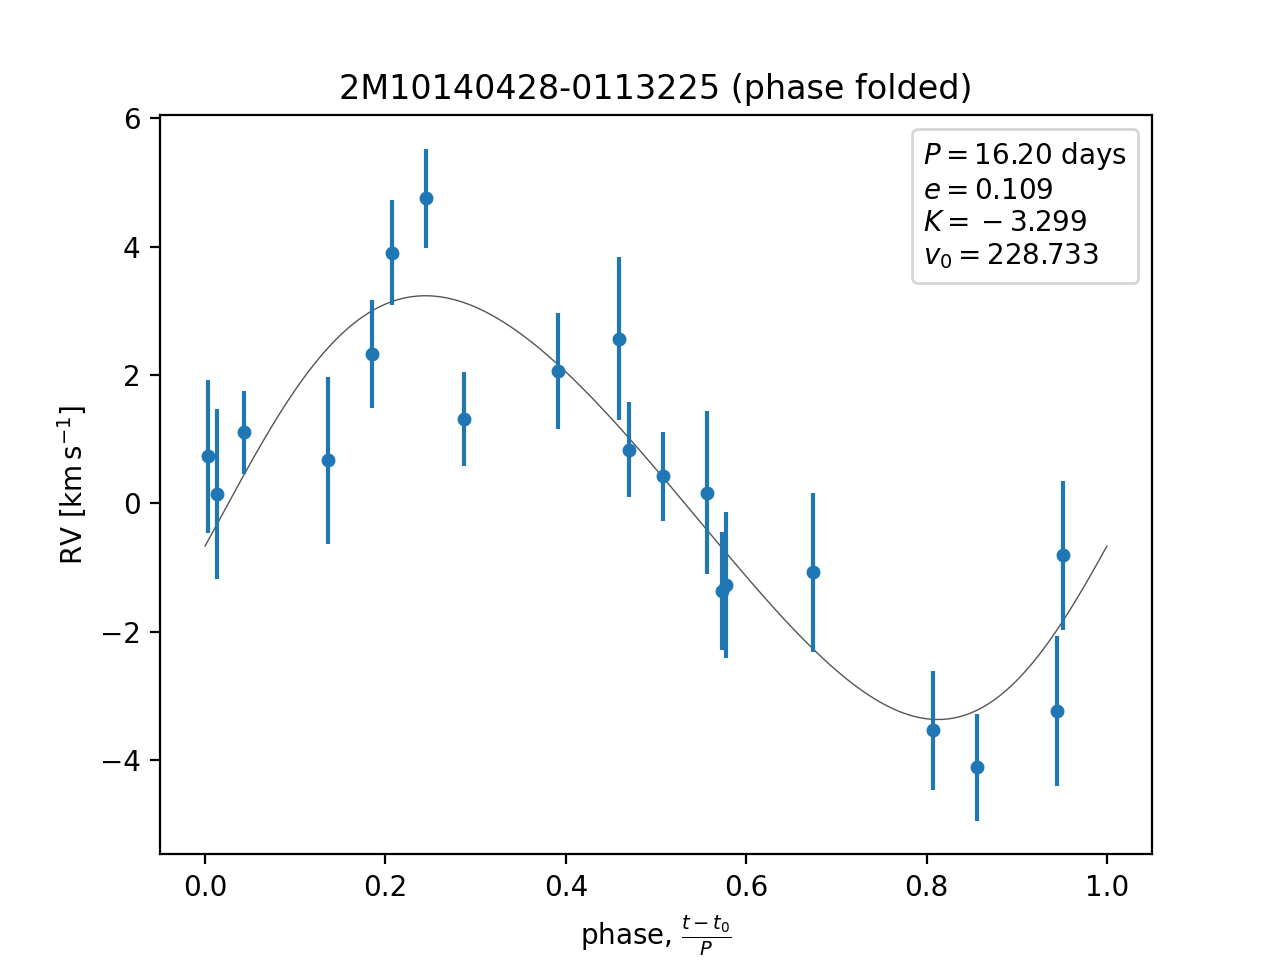 2M10140428-0113225 (phase folded)
P = 16.20 days
e = 0.109
K = −3.299
v₀ = 228.733
RV [km s⁻¹]
6
4
2
0
−2
−4
0.0 0.2 0.4 0.6 0.8 1.0
phase, (t − t₀)/P